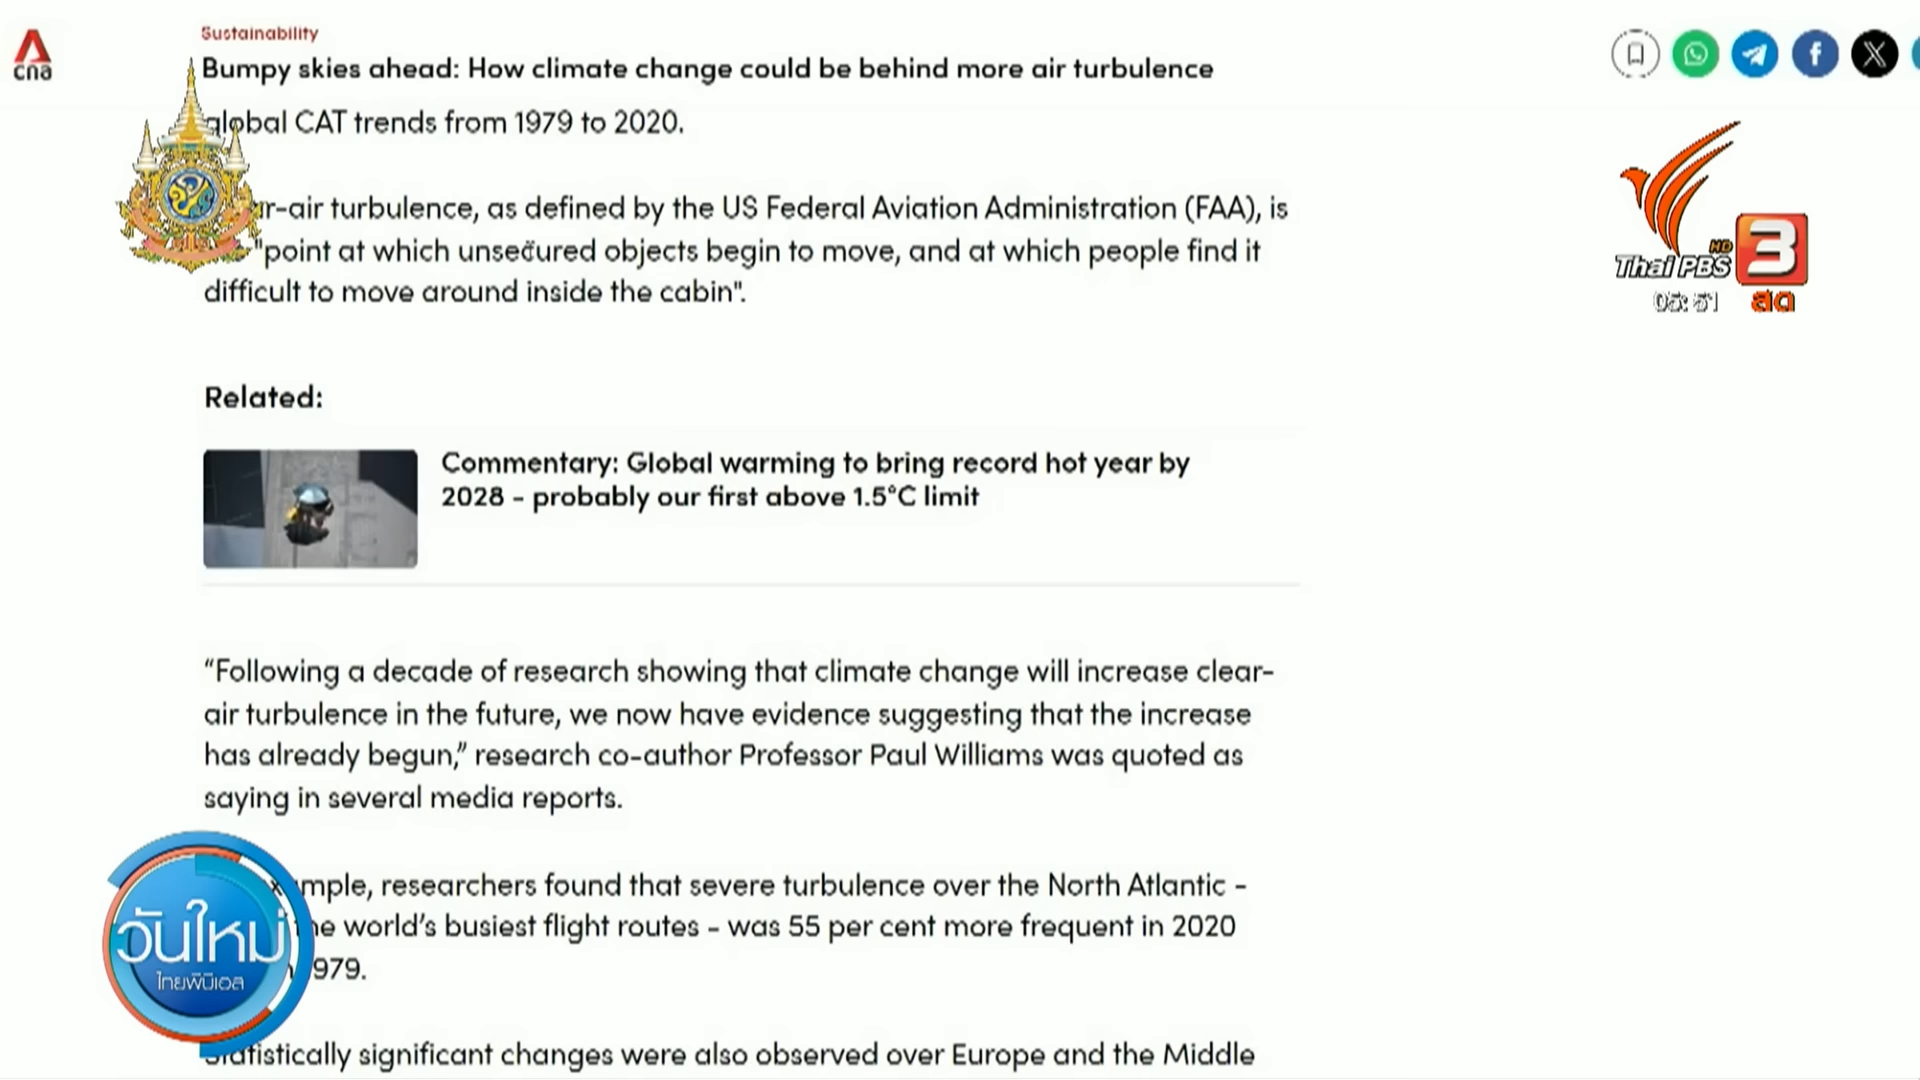 cna
Sustainability
Bumpy skies ahead: How climate change could be behind more air turbulence
global CAT trends from 1979 to 2020.
r-air turbulence, as defined by the US Federal Aviation Administration (FAA), is
"point at which unsecured objects begin to move, and at which people find it
difficult to move around inside the cabin".
HD
Thai PBS 3
05:51 สด
Related:
Commentary: Global warming to bring record hot year by
2028 - probably our first above 1.5°C limit
“Following a decade of research showing that climate change will increase clear-
air turbulence in the future, we now have evidence suggesting that the increase
has already begun,” research co-author Professor Paul Williams was quoted as
saying in several media reports.
mple, researchers found that severe turbulence over the North Atlantic -
he world’s busiest flight routes - was 55 per cent more frequent in 2020
979.
วันใหม่
ไทยพีบีเอส
Statistically significant changes were also observed over Europe and the Middle